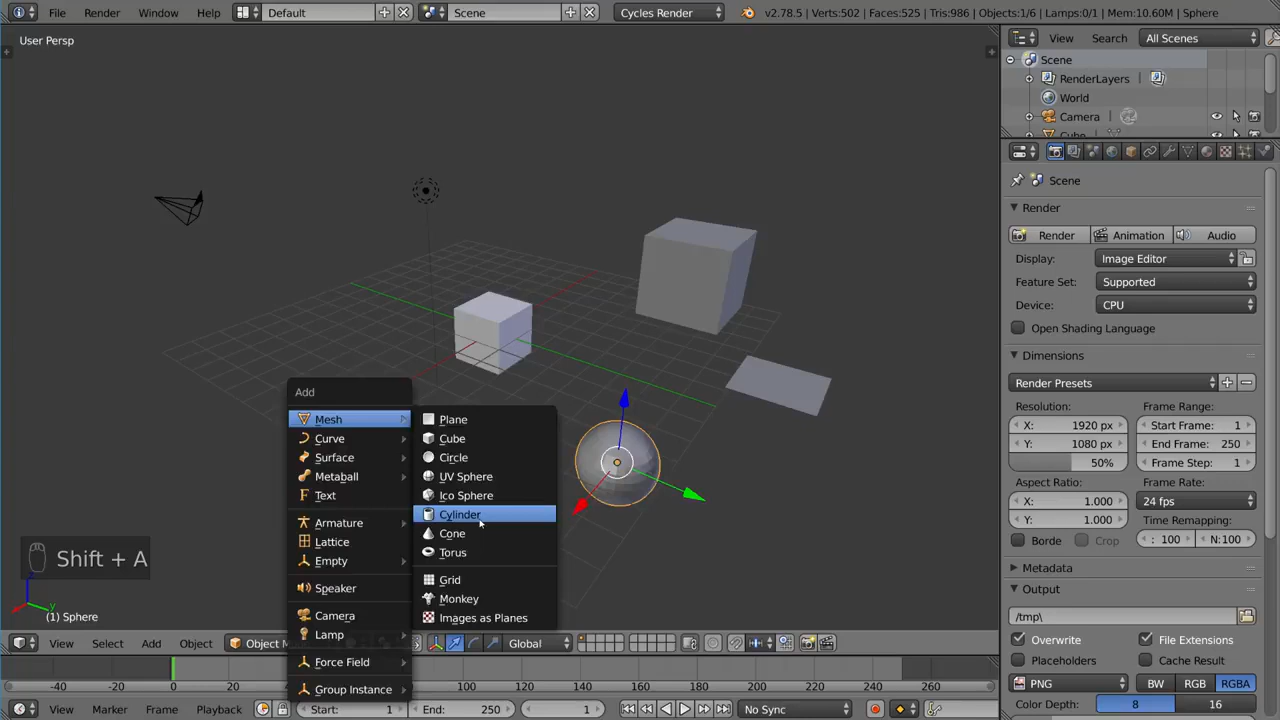 File Render Window Help Default Scene Cycles Render v2.78.5 | Verts:502 | Faces:525 | Tris:986 | Objects:1/6 | Lamps:0/1 | Mem:10.60M | Sphere
User Persp
View Search All Scenes
Scene
RenderLayers
World
Camera
Cube
Scene
Render
Render Animation Audio
Display: Image Editor
Feature Set: Supported
Device: CPU
Open Shading Language
Dimensions
Render Presets
Resolution: Frame Range:
X: 1920 px Start Frame: 1
Y: 1080 px End Frame: 250
50% Frame Step: 1
Aspect Ratio: Frame Rate:
X: 1.000 24 fps
Y: 1.000 Time Remapping:
Borde Crop : 100 N:100
Metadata
Output
/tmp\
Overwrite File Extensions
Placeholders Cache Result
PNG BW RGB RGBA
Color Depth: 8 16
Add
Mesh
Curve
Surface
Metaball
Text
Armature
Lattice
Empty
Speaker
Camera
Lamp
Force Field
Group Instance
Plane
Cube
Circle
UV Sphere
Ico Sphere
Cylinder
Cone
Torus
Grid
Monkey
Images as Planes
Shift + A
(1) Sphere
View Select Add Object Global
-40 -20 0 20 100 120 140 160 180 200 220 240 260
View Marker Frame Playback Start: 1 End: 250 1 No Sync